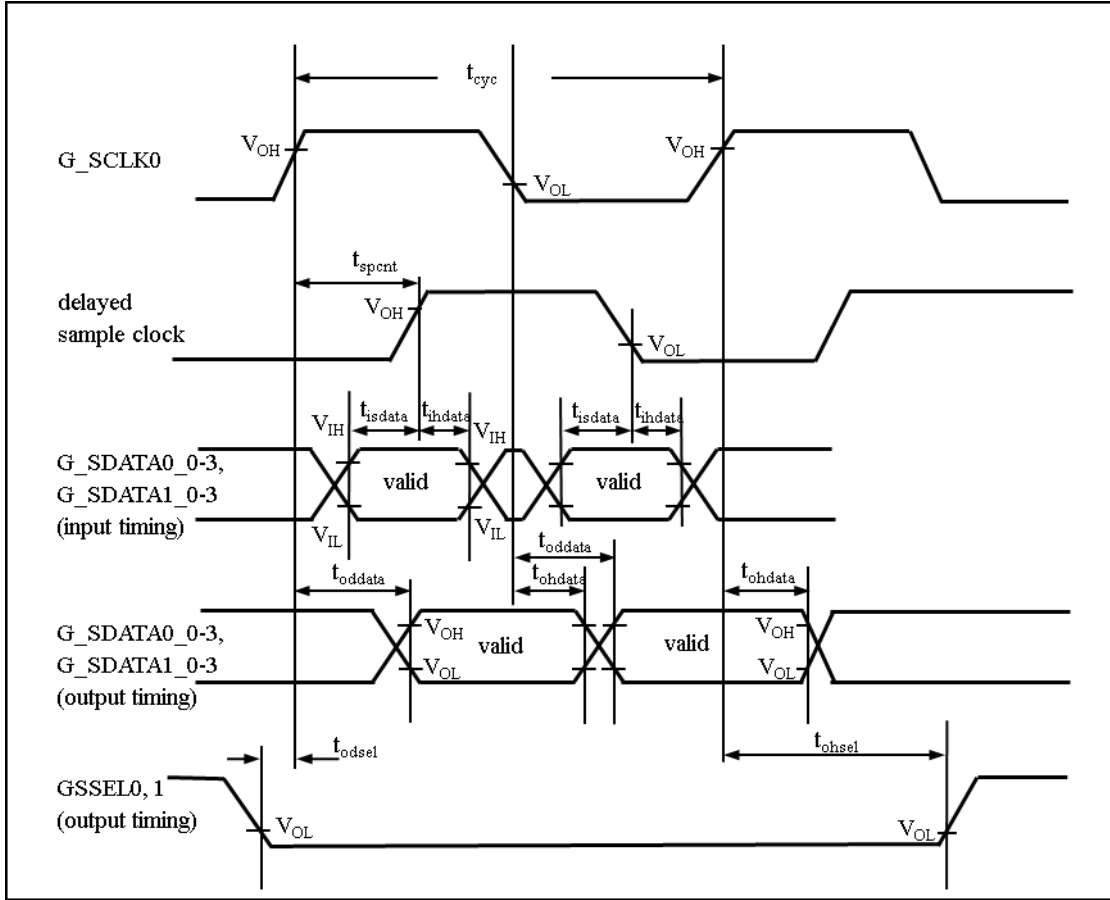 t_cyc
G_SCLK0
V_OH
V_OL
V_OH
t_spcnt
delayed
sample clock
V_OH
V_OL
t_isdata
t_ihdata
t_isdata
t_ihdata
V_IH
V_IH
G_SDATA0_0-3,
G_SDATA1_0-3
(input timing)
valid
valid
V_IL
V_IL
t_oddata
t_oddata
t_ohdata
t_ohdata
G_SDATA0_0-3,
G_SDATA1_0-3
(output timing)
V_OH
valid
valid
V_OH
V_OL
V_OL
t_odsel
t_ohsel
GSSEL0, 1
(output timing)
V_OL
V_OL